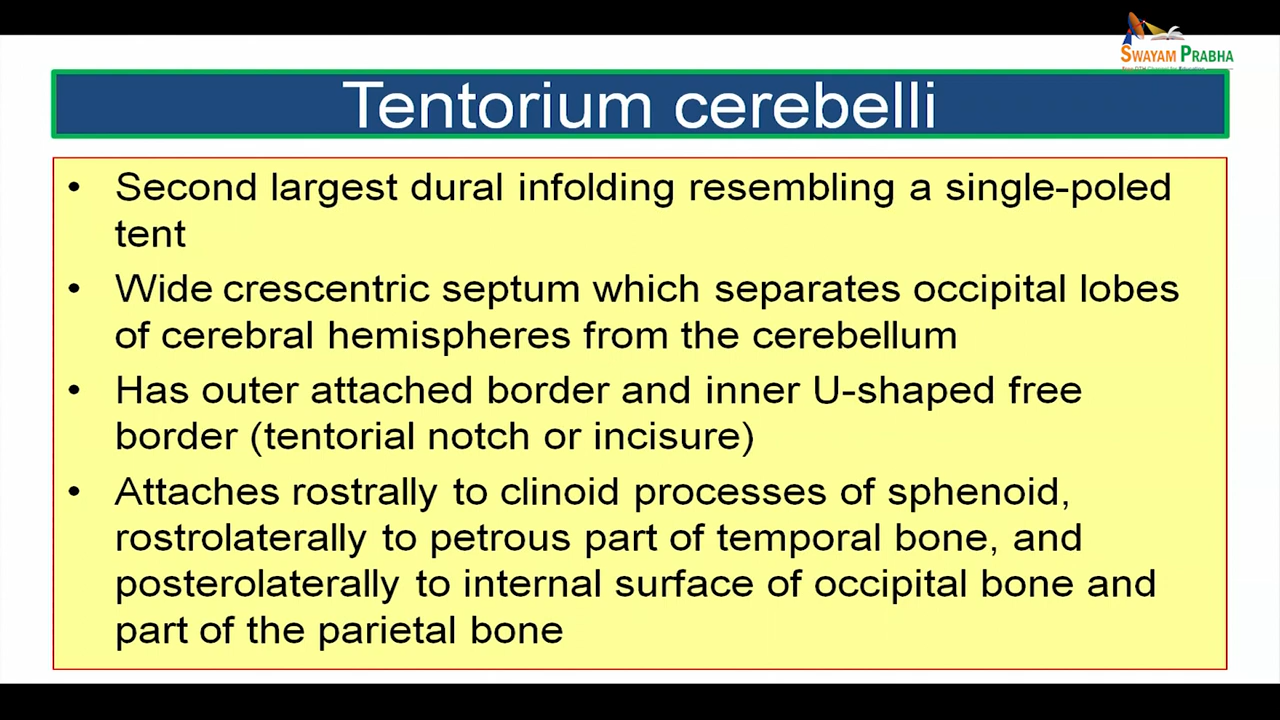 SWAYAM PRABHA
Tentorium cerebelli
• Second largest dural infolding resembling a single-poled
tent
• Wide crescentric septum which separates occipital lobes
of cerebral hemispheres from the cerebellum
• Has outer attached border and inner U-shaped free
border (tentorial notch or incisure)
• Attaches rostrally to clinoid processes of sphenoid,
rostrolaterally to petrous part of temporal bone, and
posterolaterally to internal surface of occipital bone and
part of the parietal bone